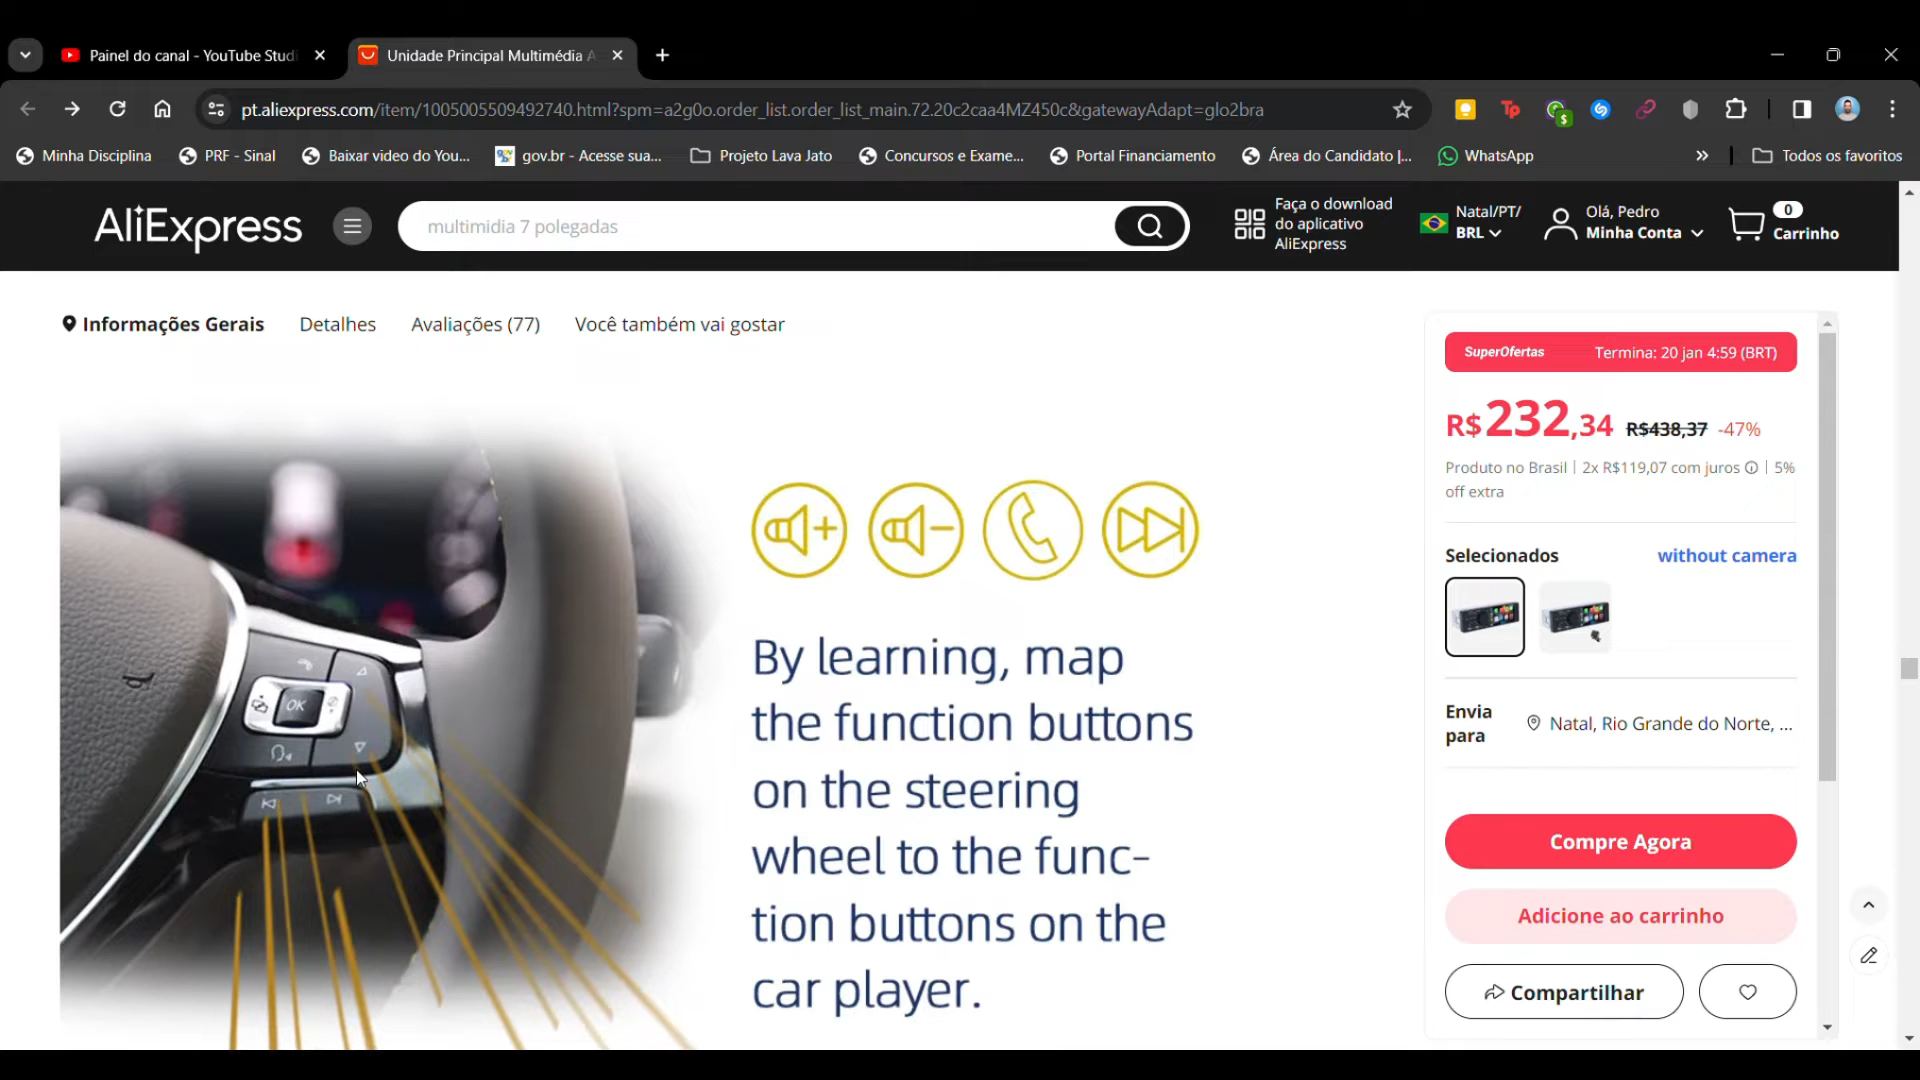 Painel do canal - YouTube Studi
Unidade Principal Multimédia A
pt.aliexpress.com/item/1005005509492740.html?spm=a2g0o.order_list.order_list_main.72.20c2caa4MZ450c&gatewayAdapt=glo2bra
Minha Disciplina
PRF - Sinal
Baixar video do You...
gov.br - Acesse sua...
Projeto Lava Jato
Concursos e Exame...
Portal Financiamento
Área do Candidato |...
WhatsApp
Todos os favoritos
AliExpress
multimidia 7 polegadas
Faça o download
do aplicativo
AliExpress
Natal/PT/
BRL
Olá, Pedro
Minha Conta
0
Carrinho
Informações Gerais
Detalhes
Avaliações (77)
Você também vai gostar
SuperOfertas
Termina: 20 jan 4:59 (BRT)
R$232,34 R$438,37 -47%
Produto no Brasil | 2x R$119,07 com juros | 5%
off extra
Selecionados
without camera
Envia
para
Natal, Rio Grande do Norte, ...
Compre Agora
Adicione ao carrinho
Compartilhar
OK
By learning, map
the function buttons
on the steering
wheel to the func-
tion buttons on the
car player.